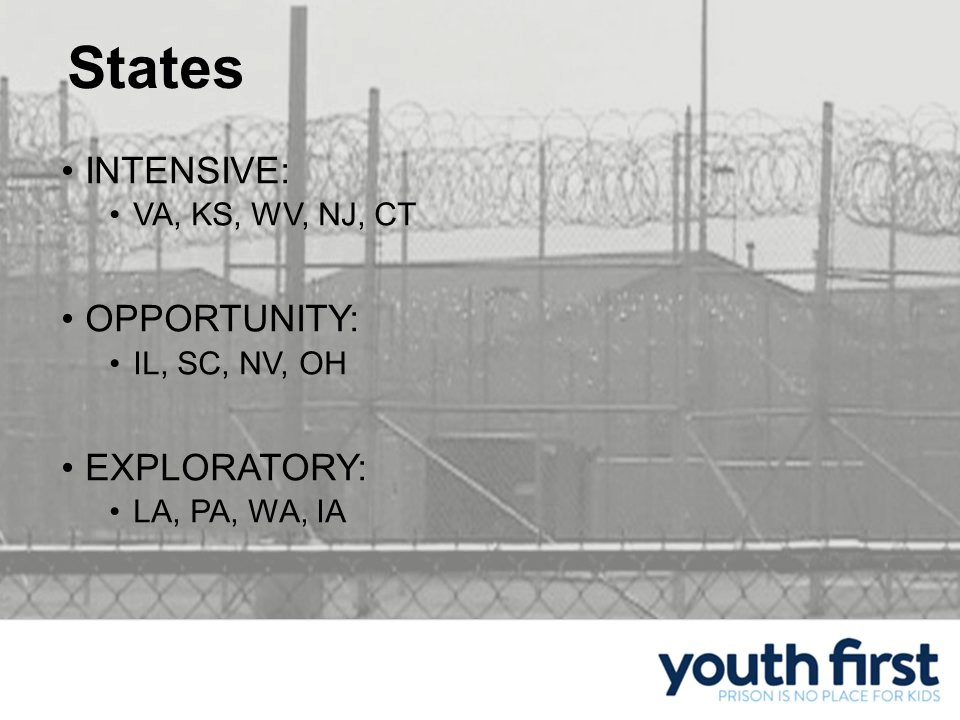 States
• INTENSIVE:
• VA, KS, WV, NJ, CT
• OPPORTUNITY:
• IL, SC, NV, OH
• EXPLORATORY:
• LA, PA, WA, IA
youth first
PRISON IS NO PLACE FOR KIDS